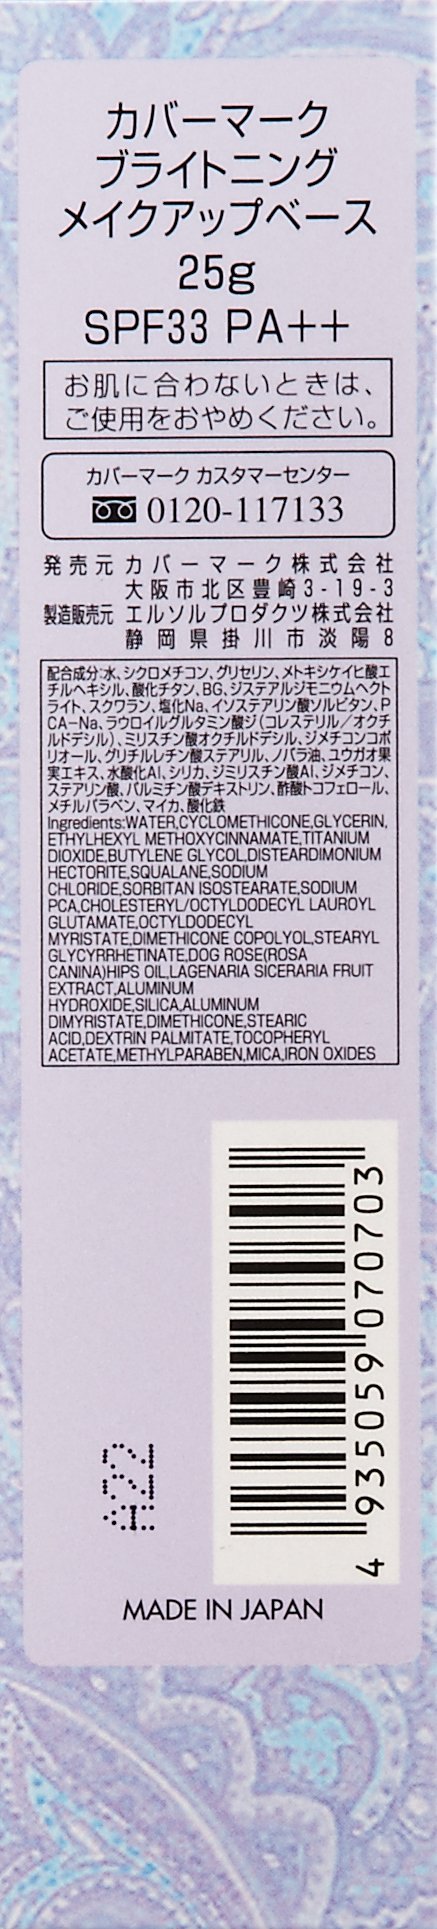 カバーマーク
ブライトニング
メイクアップベース
25g
SPF33 PA++
お肌に合わないときは、
ご使用をおやめください。
カバーマーク カスタマーセンター
0120-117133
発売元 カバーマーク株式会社
大阪市北区豊崎3-19-3
製造販売元 エルソルプロダクツ株式会社
静岡県掛川市淡陽8
配合成分:水、シクロメチコン、グリセリン、メトキシケイヒ酸エ
チルヘキシル、酸化チタン、BG、ジステアルジモニウムヘクト
ライト、スクワラン、塩化Na、イソステアリン酸ソルビタン、P
CA-Na、ラウロイルグルタミン酸ジ(コレステリル/オクチ
ルドデシル)、ミリスチン酸オクチルドデシル、ジメチコンコポ
リオール、グリチルレチン酸ステアリル、ノバラ油、ユウガオ果
実エキス、水酸化Al、シリカ、ジミリスチン酸Al、ジメチコン、
ステアリン酸、パルミチン酸デキストリン、酢酸トコフェロール、
メチルパラベン、マイカ、酸化鉄
Ingredients:WATER,CYCLOMETHICONE,GLYCERIN,
ETHYLHEXYL METHOXYCINNAMATE,TITANIUM
DIOXIDE,BUTYLENE GLYCOL,DISTEARDIMONIUM
HECTORITE,SQUALANE,SODIUM
CHLORIDE,SORBITAN ISOSTEARATE,SODIUM
PCA,CHOLESTERYL/OCTYLDODECYL LAUROYL
GLUTAMATE,OCTYLDODECYL
MYRISTATE,DIMETHICONE COPOLYOL,STEARYL
GLYCYRRHETINATE,DOG ROSE(ROSA
CANINA)HIPS OIL,LAGENARIA SICERARIA FRUIT
EXTRACT,ALUMINUM
HYDROXIDE,SILICA,ALUMINUM
DIMYRISTATE,DIMETHICONE,STEARIC
ACID,DEXTRIN PALMITATE,TOCOPHERYL
ACETATE,METHYLPARABEN,MICA,IRON OXIDES
4 935059 070703
A22
MADE IN JAPAN